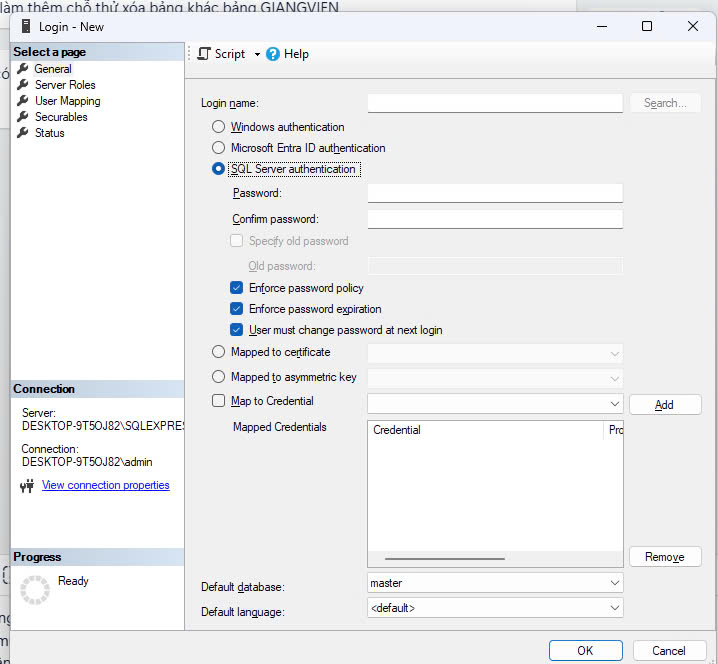 làm thêm chỗ thử xóa bảng khác bảng GIANGVIEN
Login - New
Select a page
General
Server Roles
User Mapping
Securables
Status
Connection
Server:
DESKTOP-9T5OJ82\SQLEXPRES
Connection:
DESKTOP-9T5OJ82\admin
View connection properties
Progress
Ready
Script
Help
Login name:
Search...
Windows authentication
Microsoft Entra ID authentication
SQL Server authentication
Password:
Confirm password:
Specify old password
Old password:
Enforce password policy
Enforce password expiration
User must change password at next login
Mapped to certificate
Mapped to asymmetric key
Map to Credential
Add
Mapped Credentials
Credential Pro
Remove
Default database: master
Default language: <default>
OK Cancel